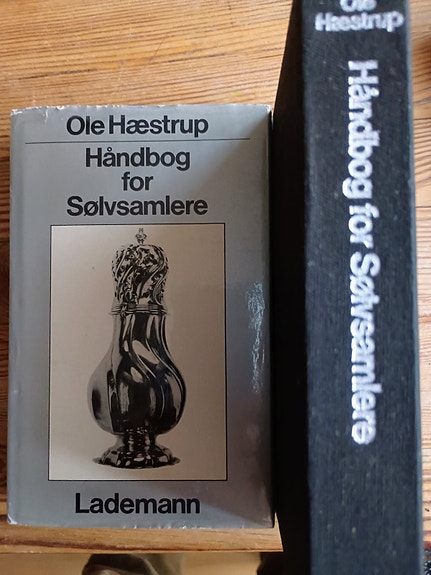 Ole Hæstrup
Håndbog
for
Sølvsamlere
Lademann
Ole
Hæstrup
Håndbog for Sølvsamlere